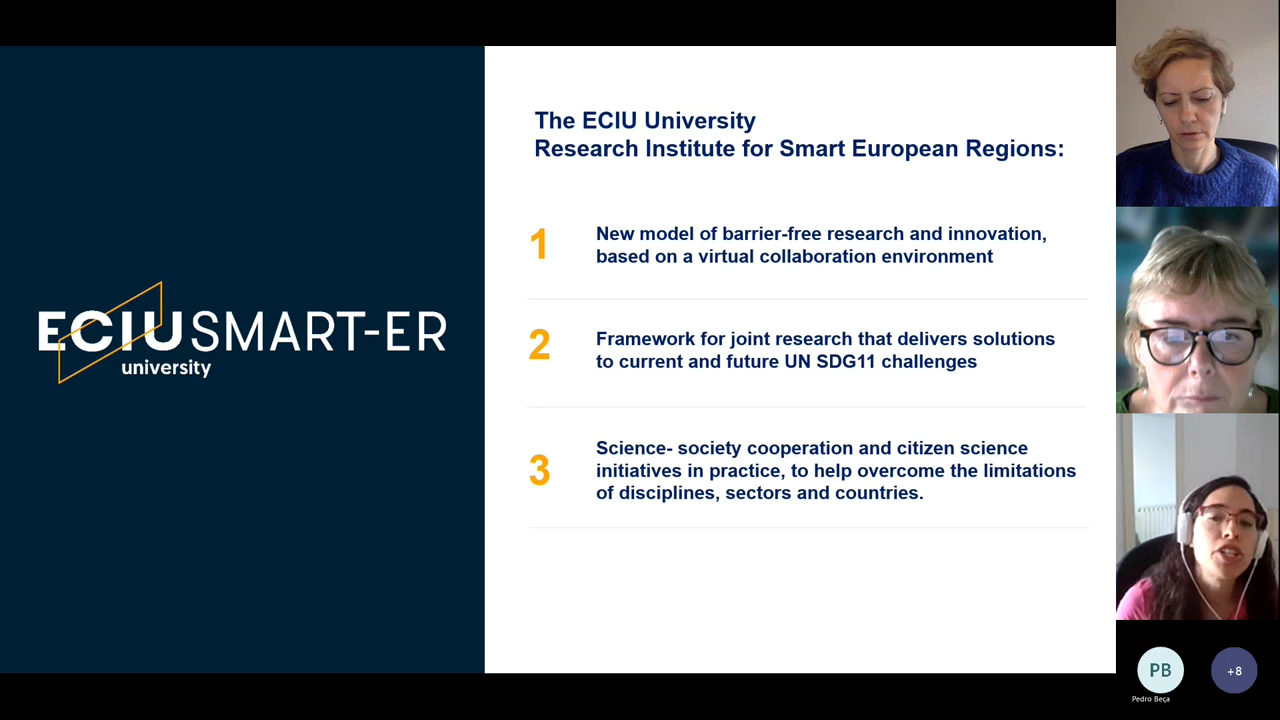 ECIU SMART-ER
university
The ECIU University
Research Institute for Smart European Regions:
1
New model of barrier-free research and innovation,
based on a virtual collaboration environment
2
Framework for joint research that delivers solutions
to current and future UN SDG11 challenges
3
Science- society cooperation and citizen science
initiatives in practice, to help overcome the limitations
of disciplines, sectors and countries.
PB
+8
Pedro Beça